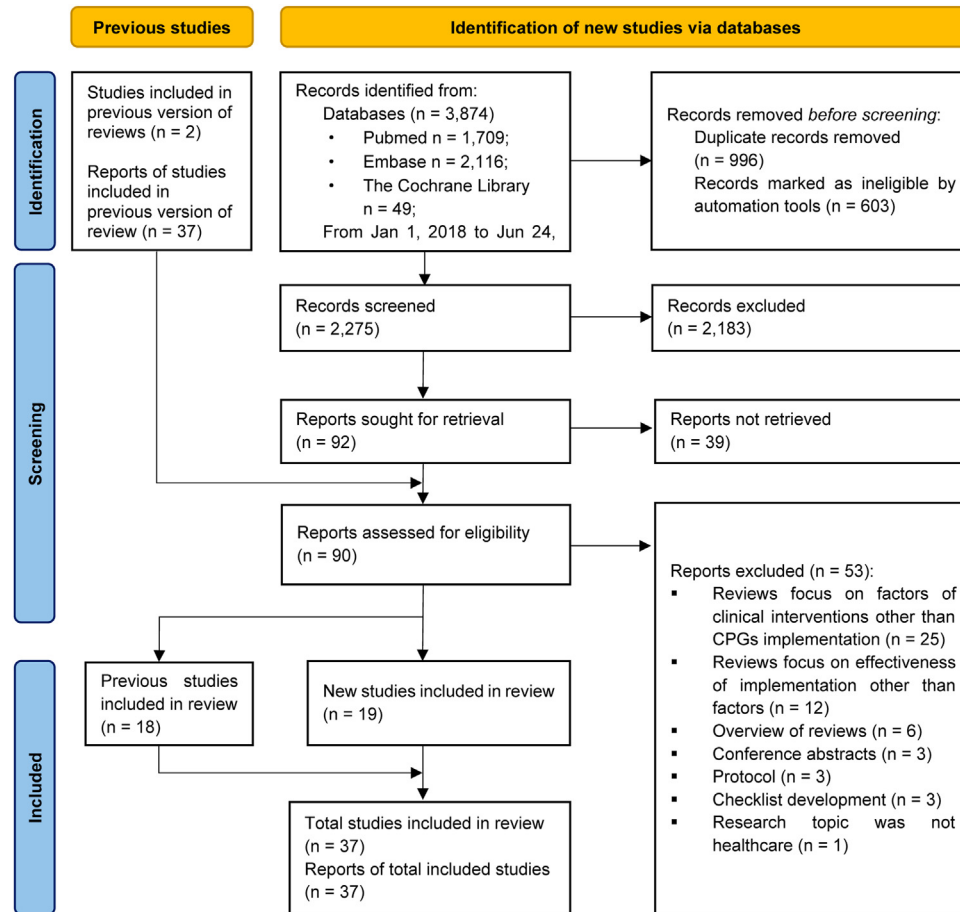 Previous studies
Identification of new studies via databases
Identification
Studies included in
previous version of
reviews (n = 2)
Reports of studies
included in
previous version of
review (n = 37)
Records identified from:
Databases (n = 3,874)
• Pubmed n = 1,709;
• Embase n = 2,116;
• The Cochrane Library
n = 49;
From Jan 1, 2018 to Jun 24,
Records removed before screening:
Duplicate records removed
(n = 996)
Records marked as ineligible by
automation tools (n = 603)
Screening
Records screened
(n = 2,275)
Records excluded
(n = 2,183)
Reports sought for retrieval
(n = 92)
Reports not retrieved
(n = 39)
Reports assessed for eligibility
(n = 90)
Reports excluded (n = 53):
▪ Reviews focus on factors of
clinical interventions other than
CPGs implementation (n = 25)
▪ Reviews focus on effectiveness
of implementation other than
factors (n = 12)
▪ Overview of reviews (n = 6)
▪ Conference abstracts (n = 3)
▪ Protocol (n = 3)
▪ Checklist development (n = 3)
▪ Research topic was not
healthcare (n = 1)
Included
Previous studies
included in review
(n = 18)
New studies included in review
(n = 19)
Total studies included in review
(n = 37)
Reports of total included studies
(n = 37)